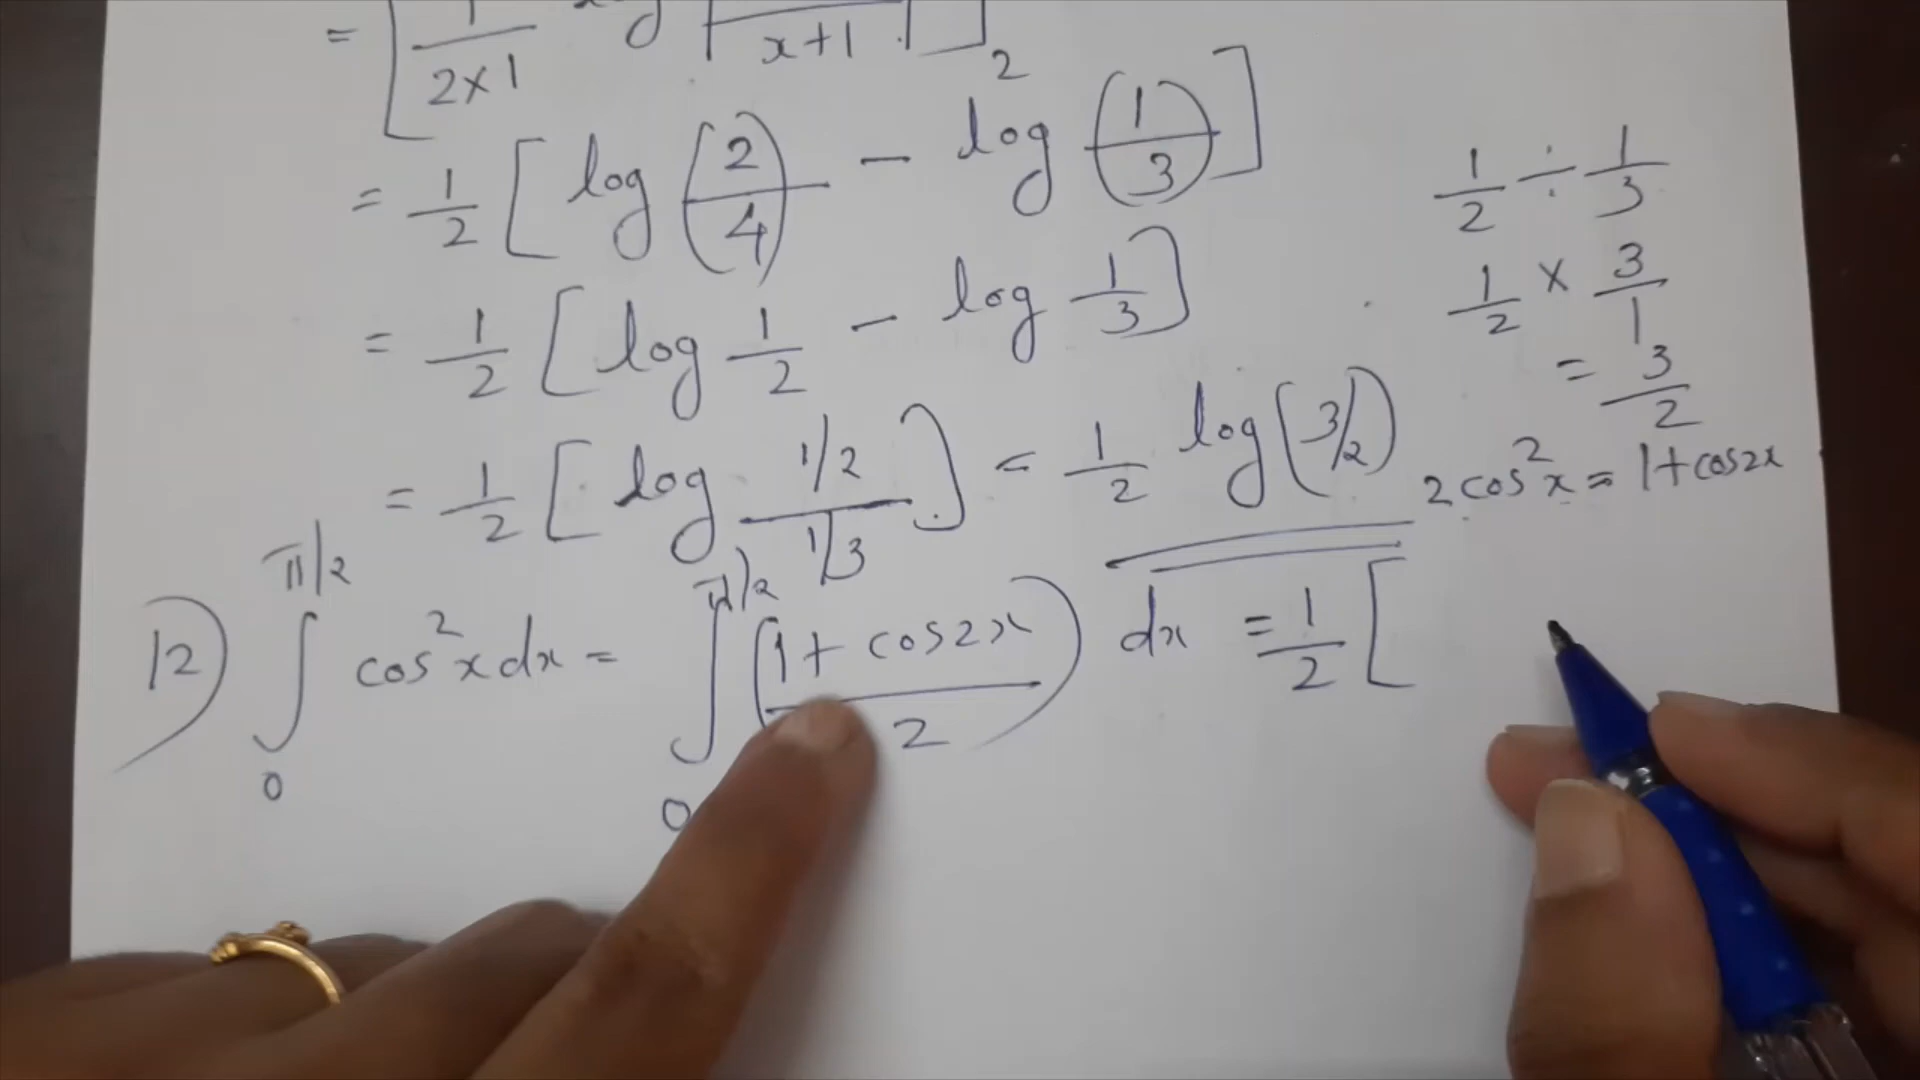 = [ 1/(2×1) log | /x+1 | ]2
= 1/2 [ log (2/4) - log (1/3) ]
= 1/2 [ log 1/2 - log 1/3 ]
= 1/2 [ log (1/2)/(1/3) ] = 1/2 log (3/2)
1/2 ÷ 1/3
1/2 × 3/1
= 3/2
2cos²x = 1+cos2x
12) ∫0^π/2 cos²x dx = ∫0^π/2 (1+cos2x / 2) dx = 1/2 [